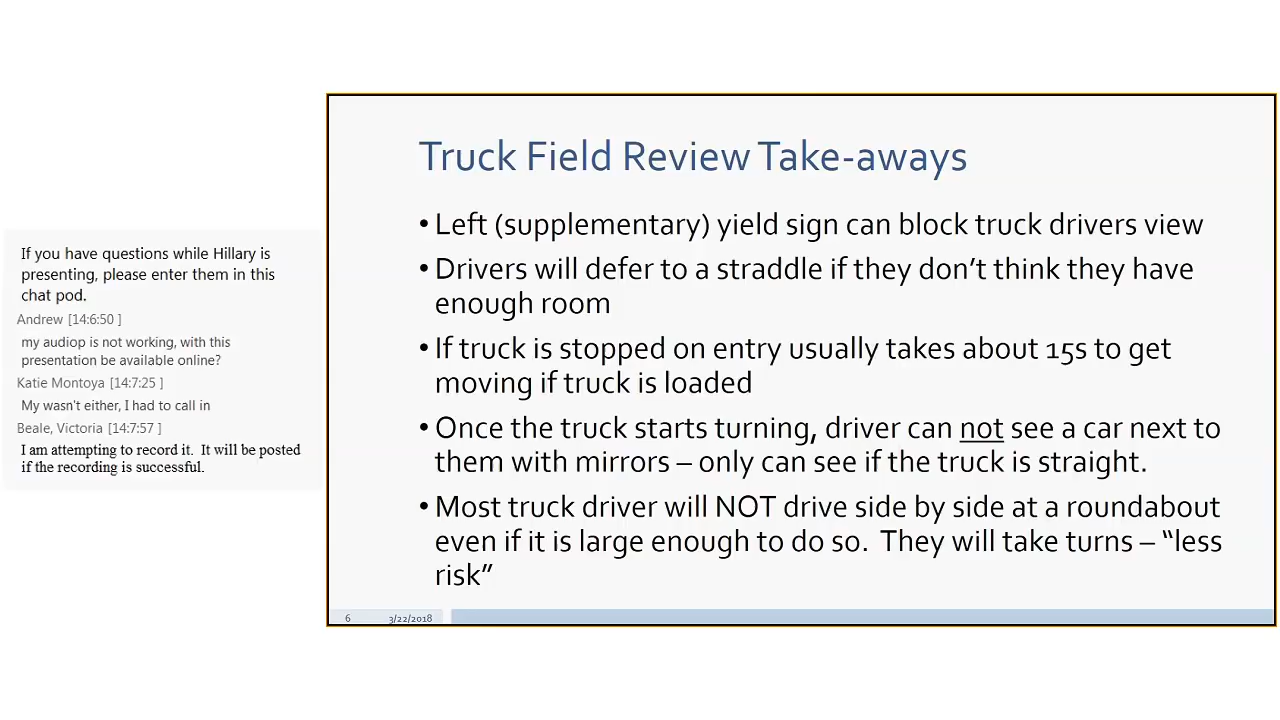 If you have questions while Hillary is
presenting, please enter them in this
chat pod.
Andrew [14:6:50 ]
my audiop is not working, with this
presentation be available online?
Katie Montoya [14:7:25 ]
My wasn't either, I had to call in
Beale, Victoria [14:7:57 ]
I am attempting to record it.  It will be posted
if the recording is successful.
Truck Field Review Take-aways
• Left (supplementary) yield sign can block truck drivers view
• Drivers will defer to a straddle if they don’t think they have
enough room
• If truck is stopped on entry usually takes about 15s to get
moving if truck is loaded
• Once the truck starts turning, driver can not see a car next to
them with mirrors – only can see if the truck is straight.
• Most truck driver will NOT drive side by side at a roundabout
even if it is large enough to do so.  They will take turns – “less
risk”
6 3/22/2018